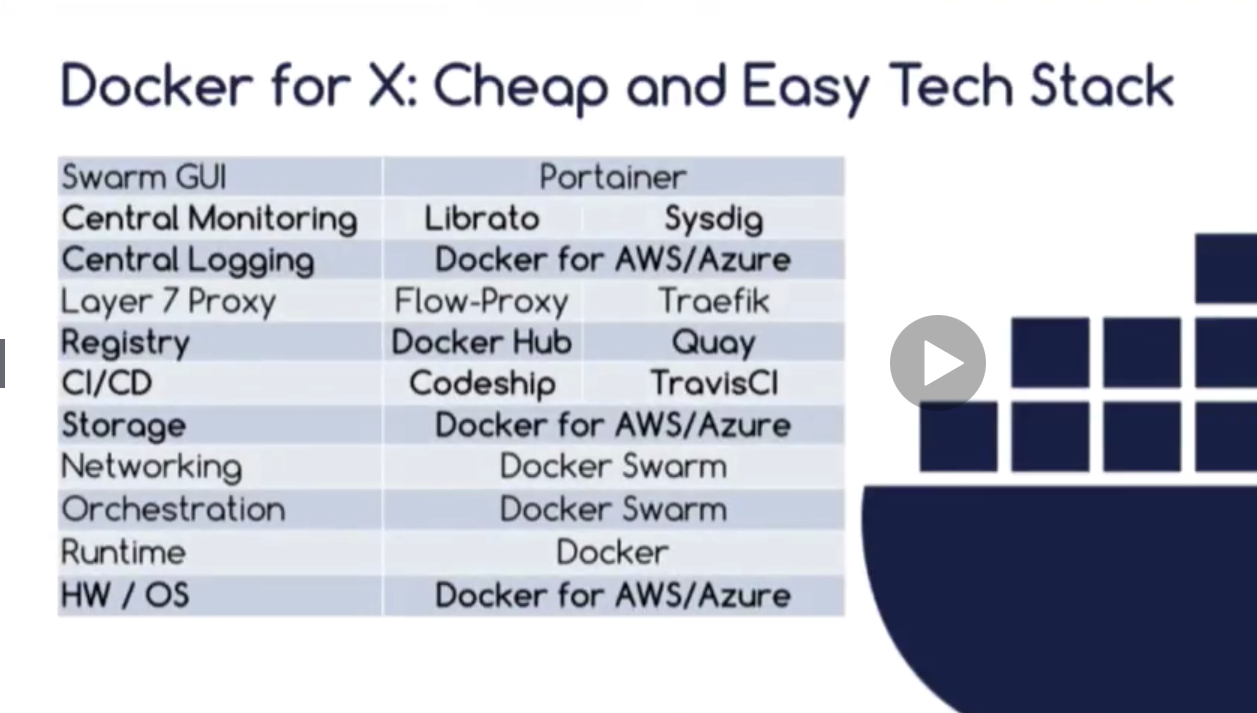 Docker for X: Cheap and Easy Tech Stack
Swarm GUI Portainer
Central Monitoring Librato Sysdig
Central Logging Docker for AWS/Azure
Layer 7 Proxy Flow-Proxy Traefik
Registry Docker Hub Quay
CI/CD Codeship TravisCI
Storage Docker for AWS/Azure
Networking Docker Swarm
Orchestration Docker Swarm
Runtime Docker
HW / OS Docker for AWS/Azure